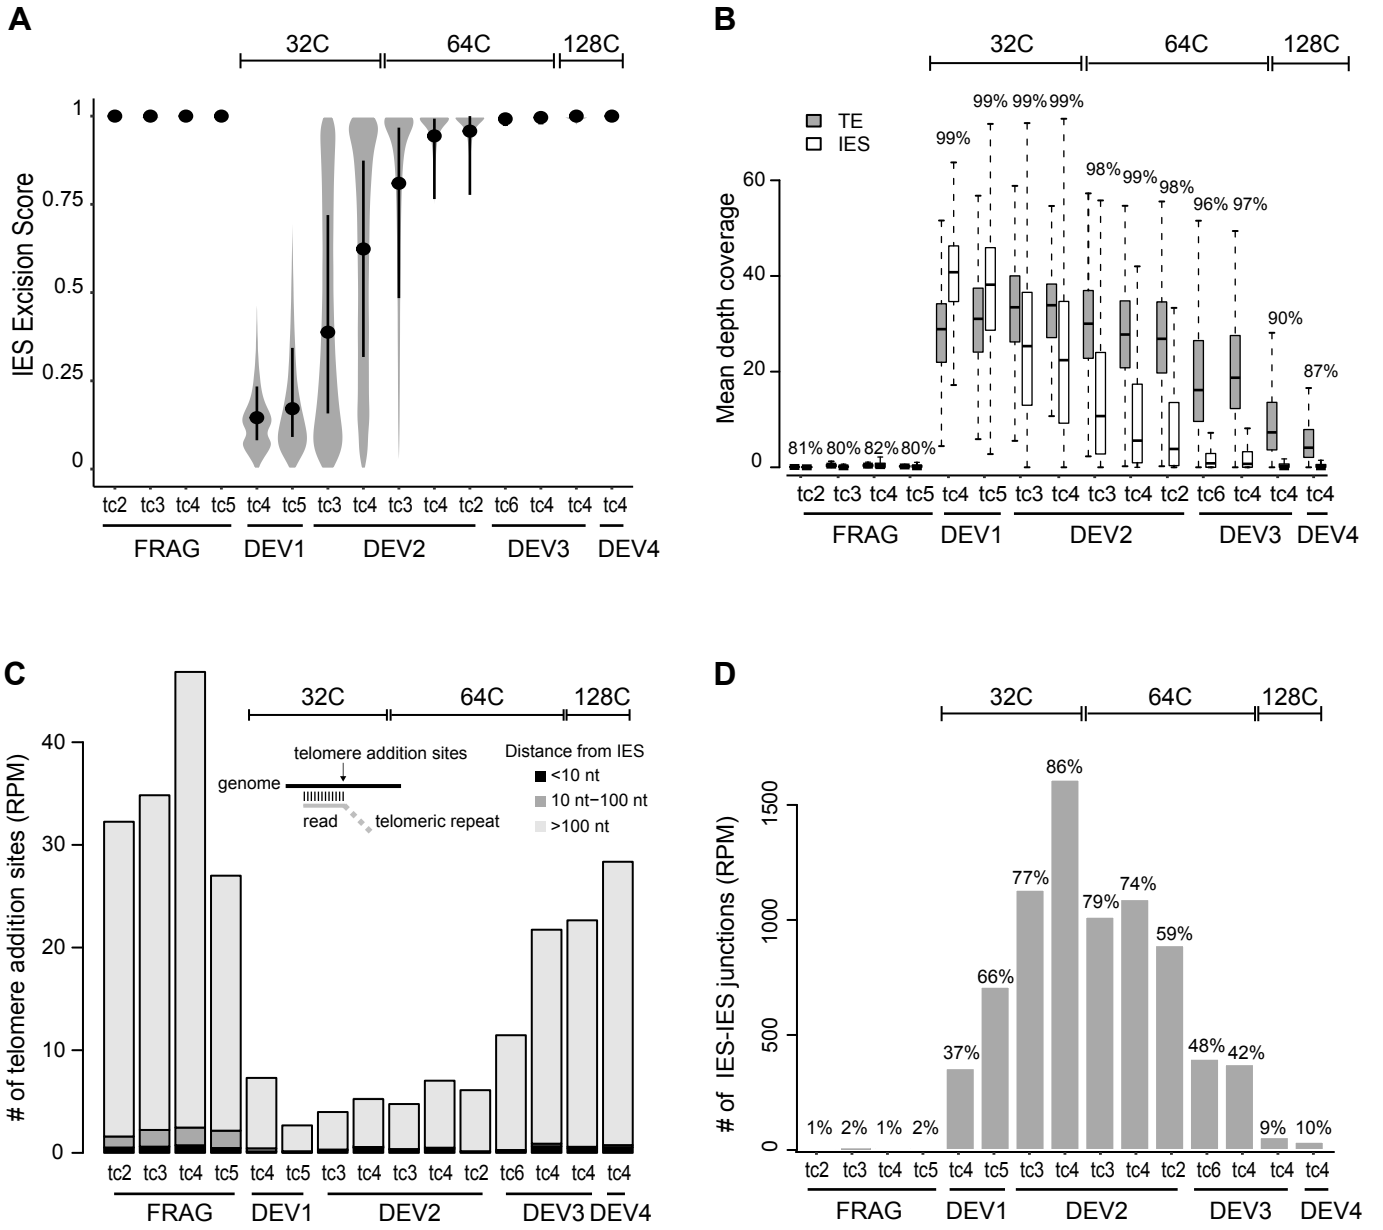 A
32C 64C 128C
IES Excision Score
1
0.75
0.5
0.25
0
tc2 tc3 tc4 tc5 tc4 tc5 tc3 tc4 tc3 tc4 tc2 tc6 tc4 tc4 tc4
FRAG DEV1 DEV2 DEV3 DEV4
B
32C 64C 128C
TE
IES
Mean depth coverage
60
40
20
0
81% 80% 82% 80% 99% 99% 99% 99% 98% 99% 98% 96% 97% 90% 87%
tc2 tc3 tc4 tc5 tc4 tc5 tc3 tc4 tc3 tc4 tc2 tc6 tc4 tc4 tc4
FRAG DEV1 DEV2 DEV3 DEV4
C
32C 64C 128C
# of telomere addition sites (RPM)
40
30
20
10
0
telomere addition sites
genome
read
telomeric repeat
Distance from IES
<10 nt
10 nt−100 nt
>100 nt
tc2 tc3 tc4 tc5 tc4 tc5 tc3 tc4 tc3 tc4 tc2 tc6 tc4 tc4 tc4
FRAG DEV1 DEV2 DEV3 DEV4
D
32C 64C 128C
# of IES-IES junctions (RPM)
1500
1000
500
0
1% 2% 1% 2% 37% 66% 77% 86% 79% 74% 59% 48% 42% 9% 10%
tc2 tc3 tc4 tc5 tc4 tc5 tc3 tc4 tc3 tc4 tc2 tc6 tc4 tc4 tc4
FRAG DEV1 DEV2 DEV3 DEV4